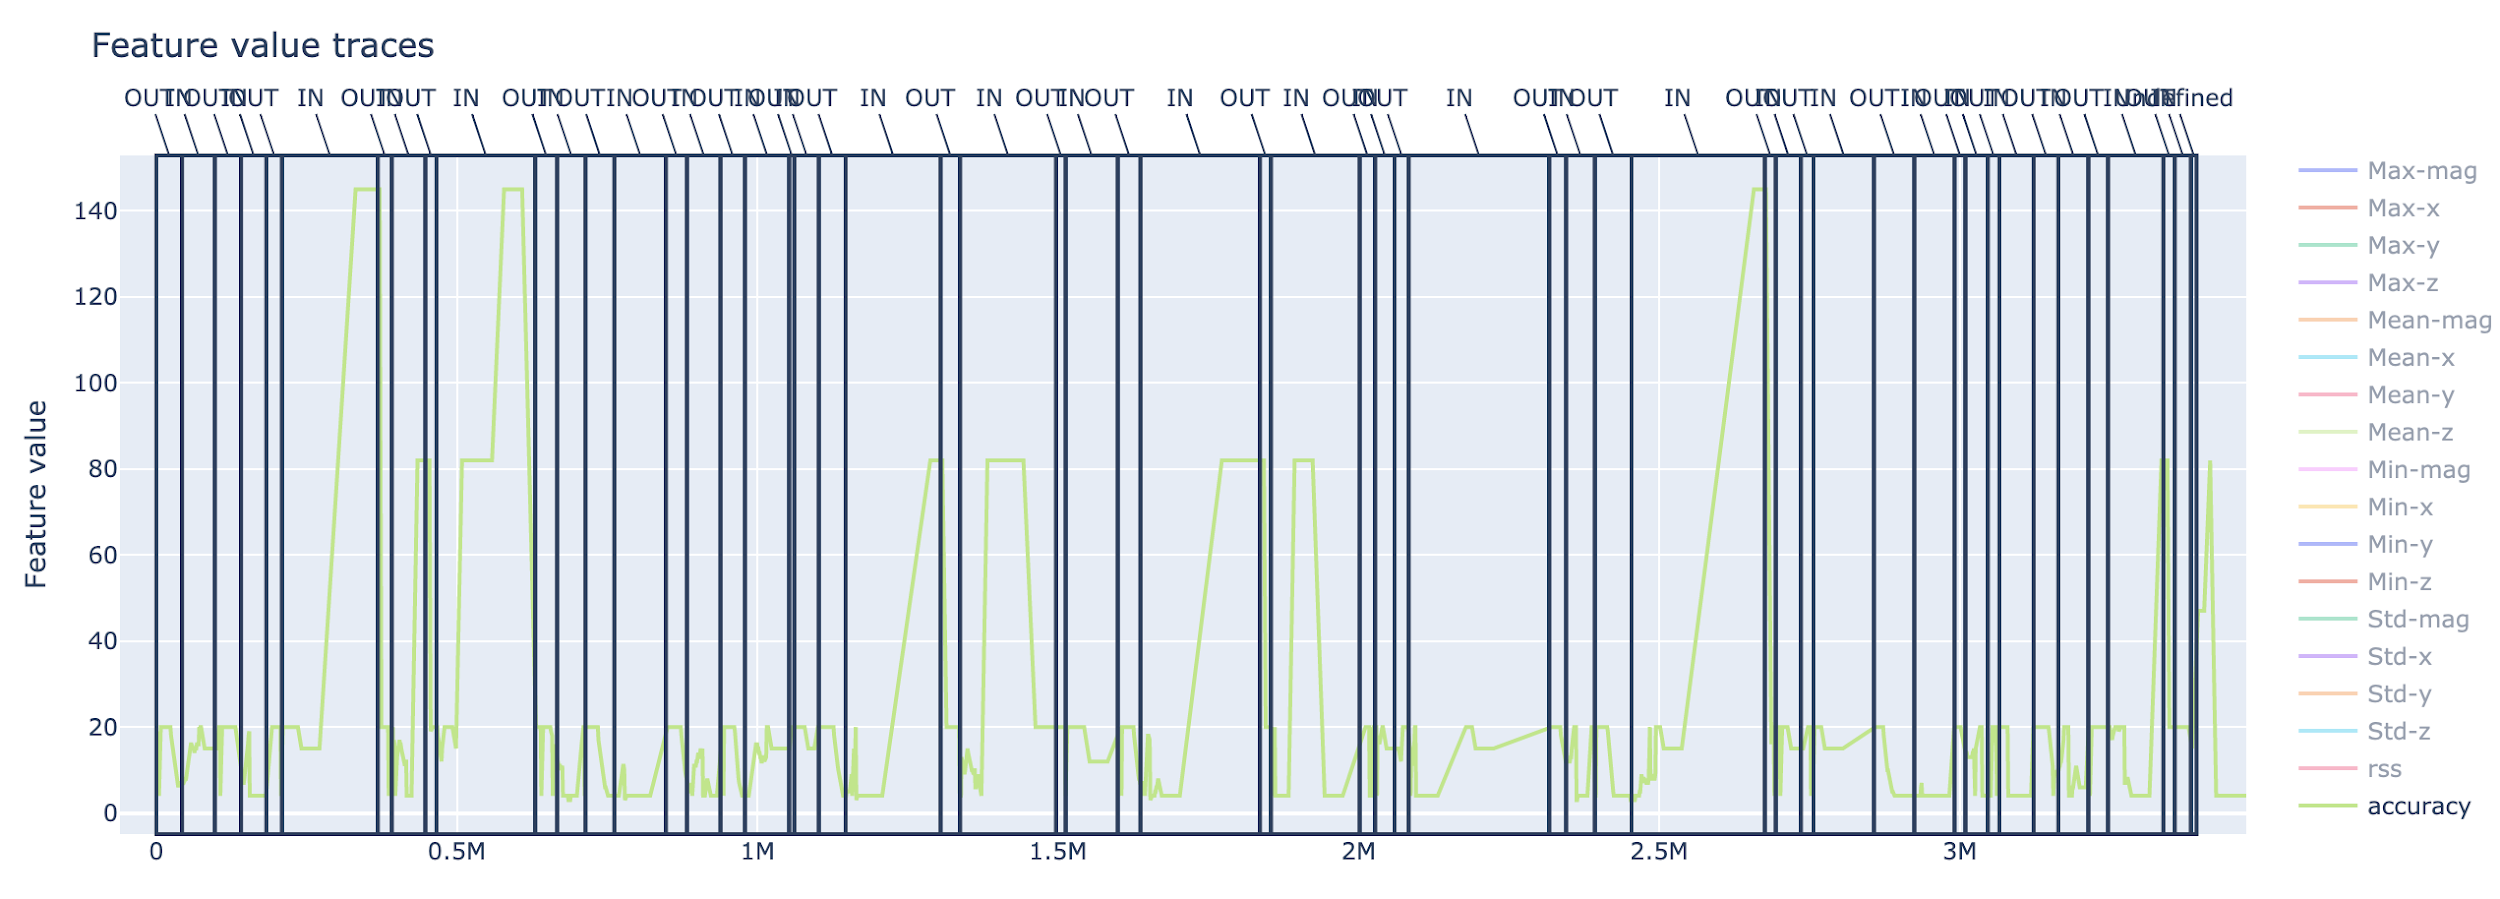 Feature value traces
OUT IN OUT IN OUT IN OUT IN OUT IN OUT IN OUT IN OUT IN OUT IN OUT IN OUT IN OUT IN OUT IN OUT IN OUT IN OUT IN OUT IN OUT IN OUT IN OUT IN OUT IN OUT IN OUT IN OUT IN OUT IN undefined
Feature value
140
120
100
80
60
40
20
0
0 0.5M 1M 1.5M 2M 2.5M 3M
Max-mag
Max-x
Max-y
Max-z
Mean-mag
Mean-x
Mean-y
Mean-z
Min-mag
Min-x
Min-y
Min-z
Std-mag
Std-x
Std-y
Std-z
rss
accuracy